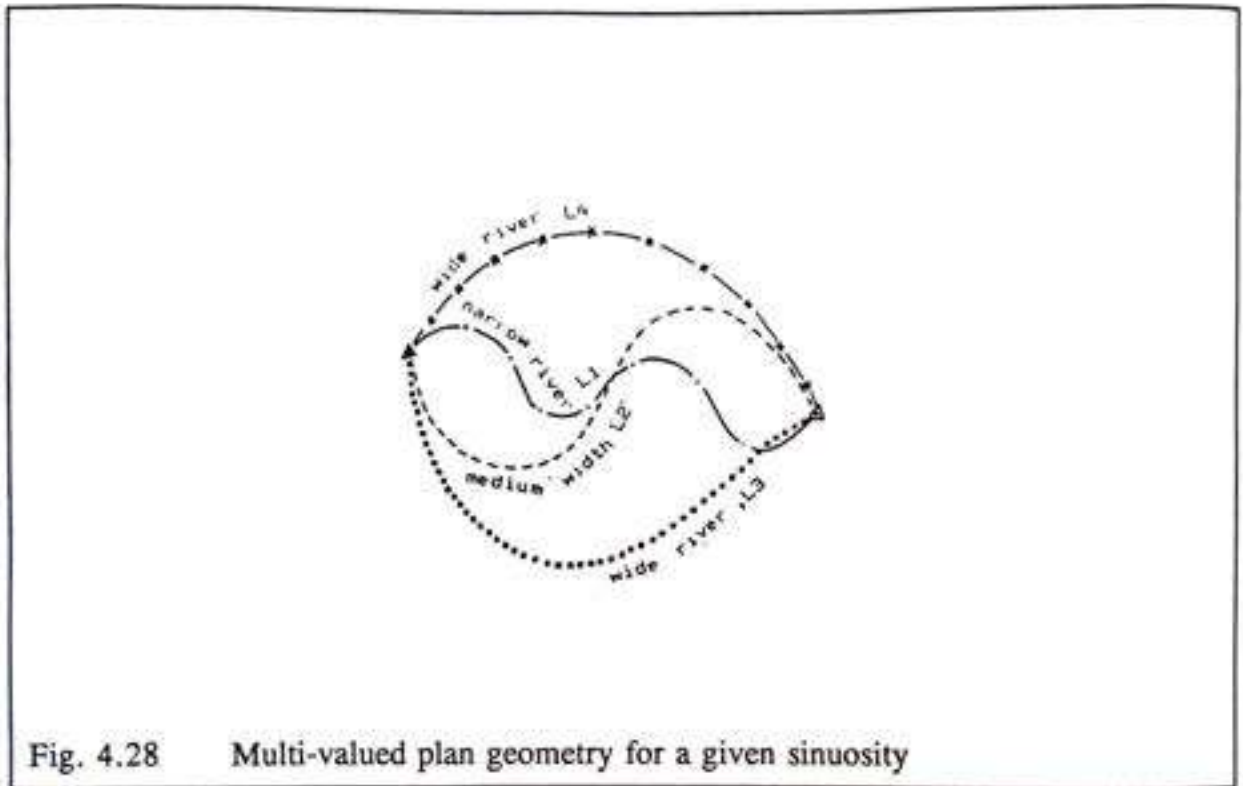 wide river L4
narrow river L1
medium width L2
wide river, L3
Fig. 4.28 Multi-valued plan geometry for a given sinuosity